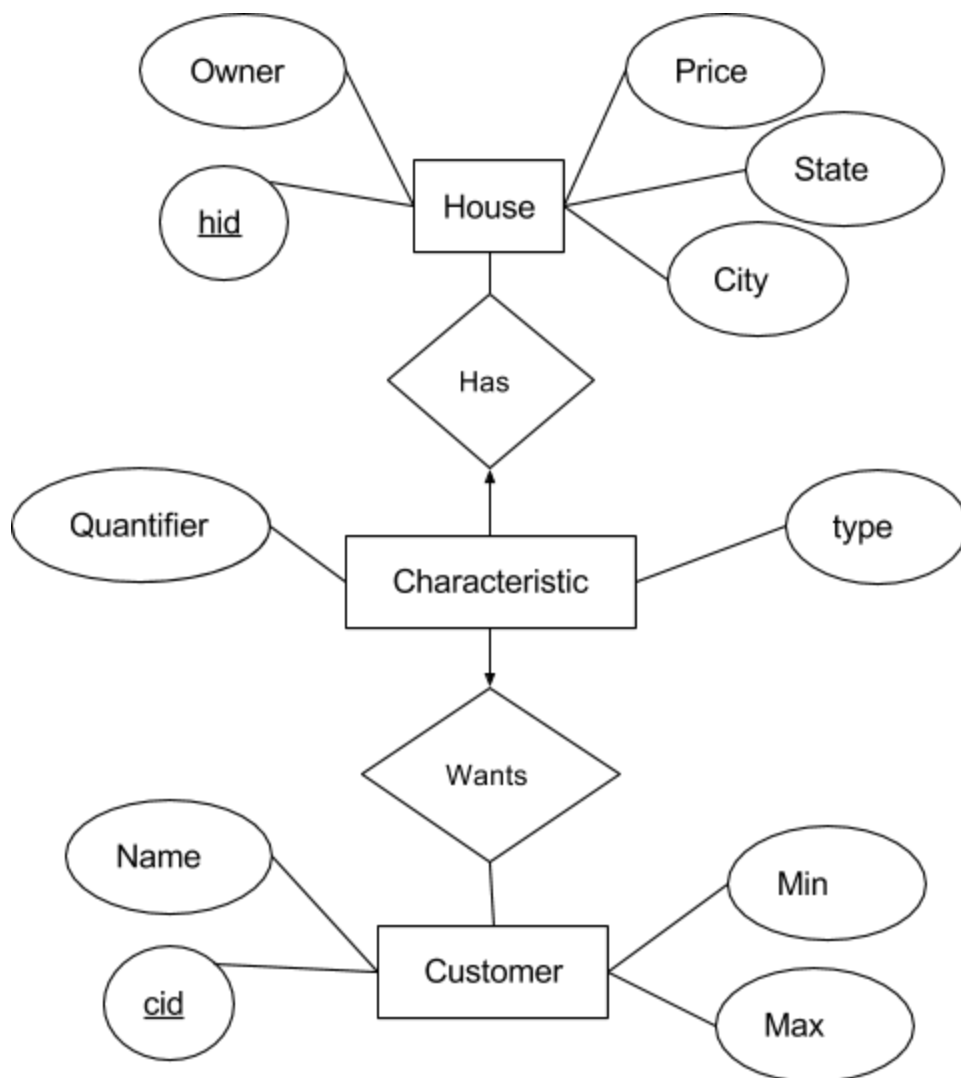 Owner
Price
State
hid
House
City
Has
Quantifier
type
Characteristic
Wants
Name
Min
cid
Customer
Max